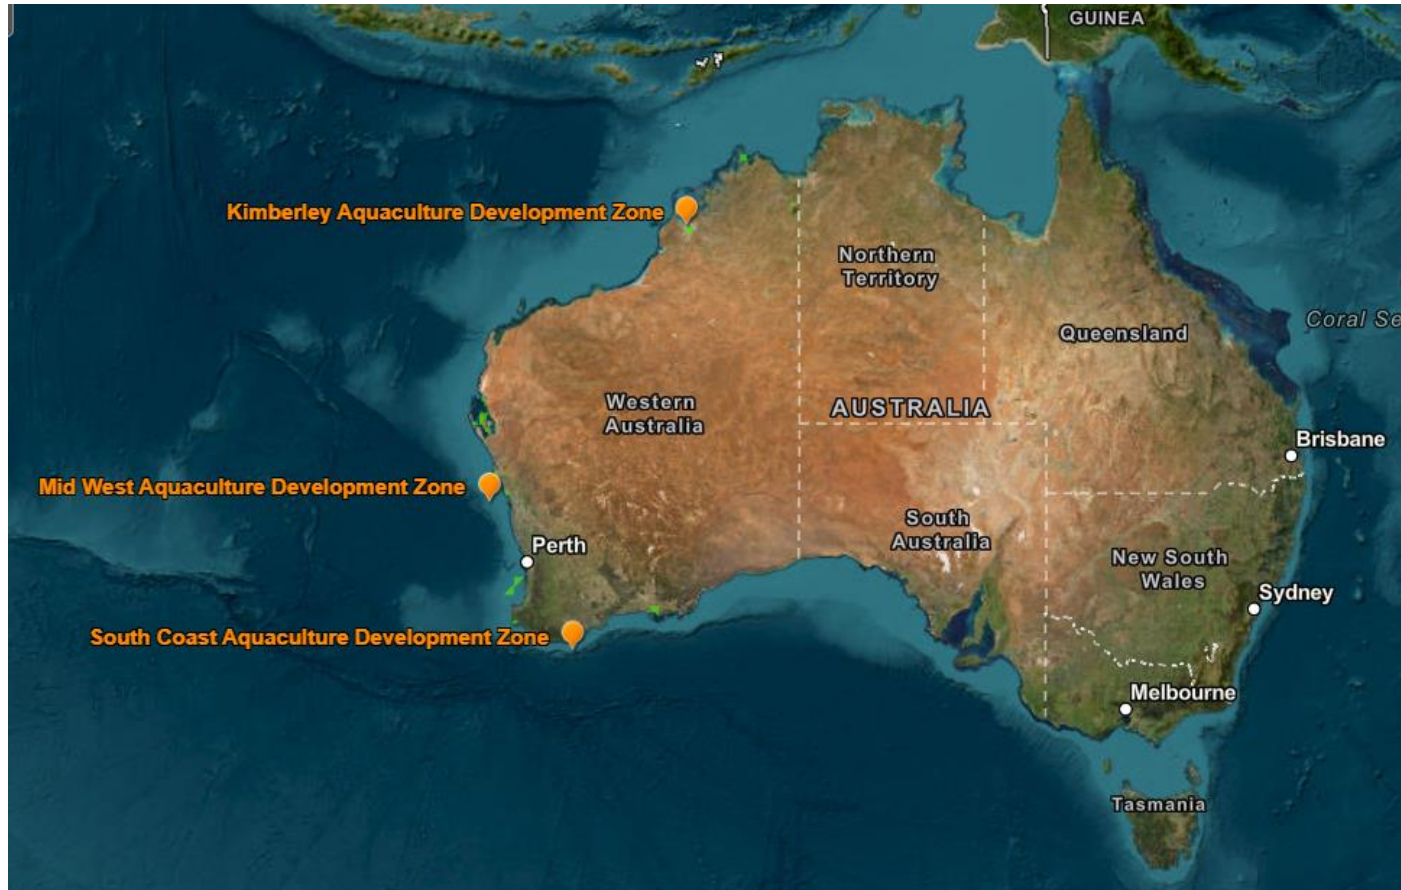 GUINEA
Kimberley Aquaculture Development Zone
Northern
Territory
Coral Se
Queensland
Western
Australia
AUSTRALIA
Brisbane
Mid West Aquaculture Development Zone
South
Australia
Perth
New South
Wales
Sydney
South Coast Aquaculture Development Zone
Melbourne
Tasmania